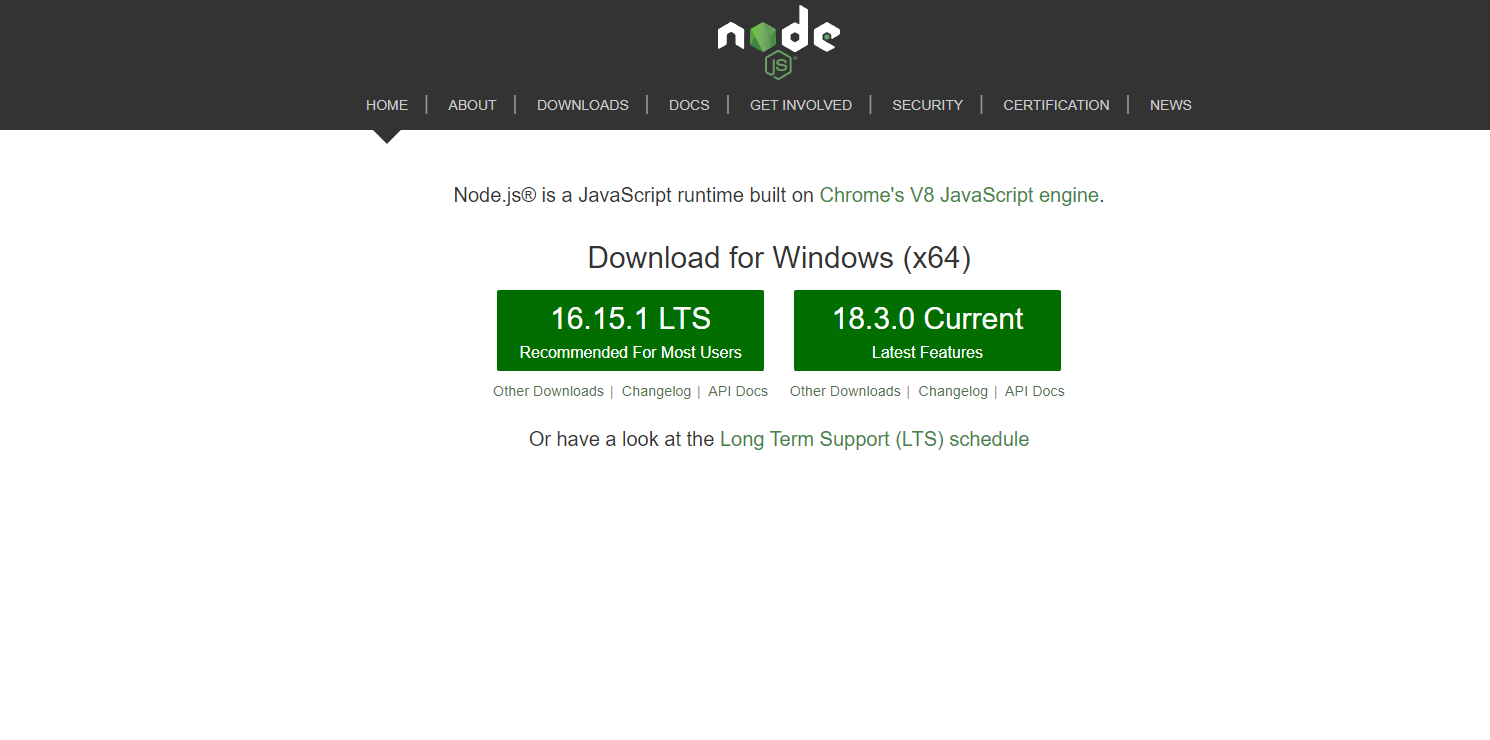 node
JS
HOME | ABOUT | DOWNLOADS | DOCS | GET INVOLVED | SECURITY | CERTIFICATION | NEWS
Node.js® is a JavaScript runtime built on Chrome's V8 JavaScript engine.
Download for Windows (x64)
16.15.1 LTS
Recommended For Most Users
Other Downloads | Changelog | API Docs
18.3.0 Current
Latest Features
Other Downloads | Changelog | API Docs
Or have a look at the Long Term Support (LTS) schedule